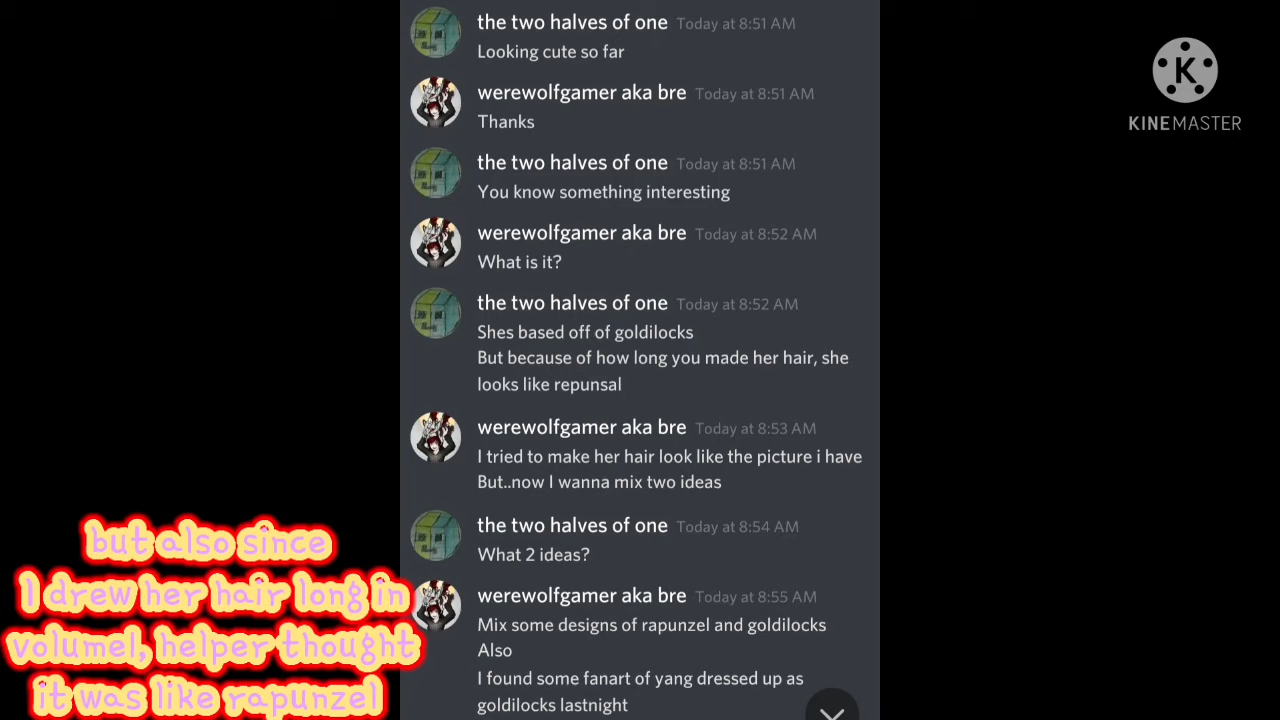 the two halves of one Today at 8:51 AM
Looking cute so far
werewolfgamer aka bre Today at 8:51 AM
Thanks
the two halves of one Today at 8:51 AM
You know something interesting
werewolfgamer aka bre Today at 8:52 AM
What is it?
the two halves of one Today at 8:52 AM
Shes based off of goldilocks
But because of how long you made her hair, she
looks like repunsal
werewolfgamer aka bre Today at 8:53 AM
I tried to make her hair look like the picture i have
But..now I wanna mix two ideas
the two halves of one Today at 8:54 AM
What 2 ideas?
werewolfgamer aka bre Today at 8:55 AM
Mix some designs of rapunzel and goldilocks
Also
I found some fanart of yang dressed up as
goldilocks lastnight
but also since
I drew her hair long in
volumel, helper thought
it was like rapunzel
K
KINEMASTER